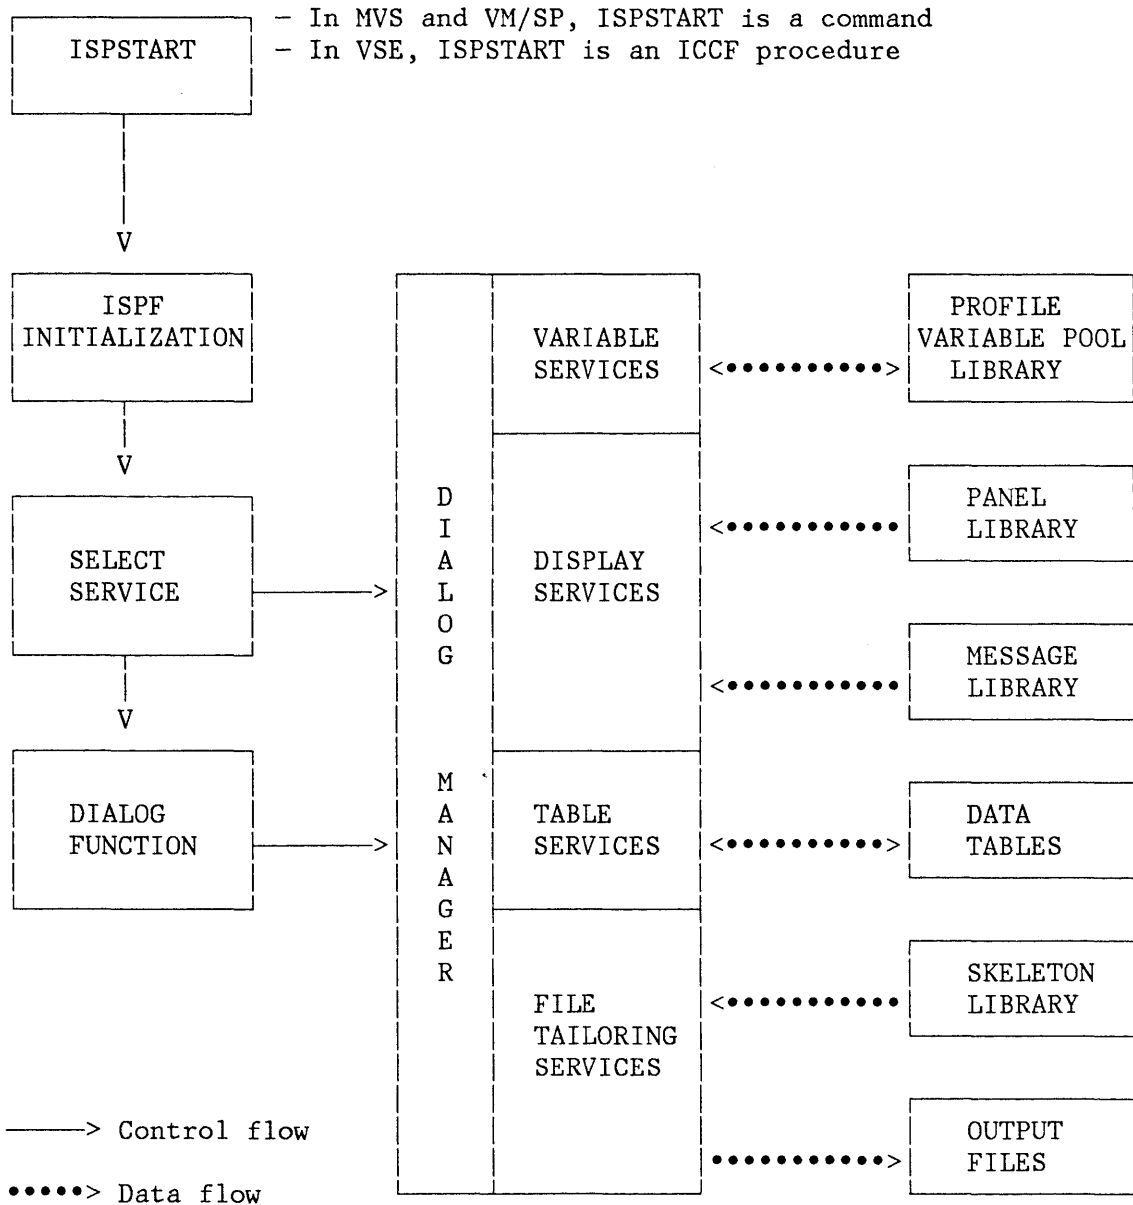 ISPSTART
- In MVS and VM/SP, ISPSTART is a command
- In VSE, ISPSTART is an ICCF procedure
V
ISPF
INITIALIZATION
V
SELECT
SERVICE
V
DIALOG
FUNCTION
DIALOG
MANAGER
VARIABLE
SERVICES
DISPLAY
SERVICES
TABLE
SERVICES
FILE
TAILORING
SERVICES
PROFILE
VARIABLE POOL
LIBRARY
PANEL
LIBRARY
MESSAGE
LIBRARY
DATA
TABLES
SKELETON
LIBRARY
OUTPUT
FILES
Control flow
Data flow